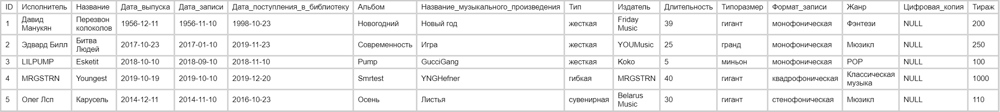 ID Исполнитель Название Дата_выпуска Дата_записи Дата_поступления_в_библиотеку Альбом Название_музыкального_произведения Тип Издатель Длительность Типоразмер Формат_записи Жанр Цифровая_копия Тираж
1 Давид Манукян Перезвон колоколов 1956-12-11 1956-11-10 1998-10-23 Новогодний Новый год жесткая Friday Music 39 гигант монофоническая Фэнтези NULL 200
2 Эдвард Билл Битва Людей 2017-10-23 2017-01-10 2019-11-23 Современность Игра жесткая YOUMusic 25 гранд монофоническая Мюзикл NULL 250
3 LILPUMP Esketit 2018-10-10 2018-09-10 2018-11-10 Pump GucciGang жесткая Koko 5 миньон монофоническая POP NULL 100
4 MRGSTRN Youngest 2019-10-19 2019-10-10 2019-12-20 Smrtest YNGHefner гибкая MRGSTRN 40 гигант квадрофоническая Классическая музыка NULL 1000
5 Олег Лсп Карусель 2014-12-11 2014-11-10 2016-10-23 Осень Листья сувенирная Belarus Music 30 гигант стенофоническая Мюзикл NULL 110